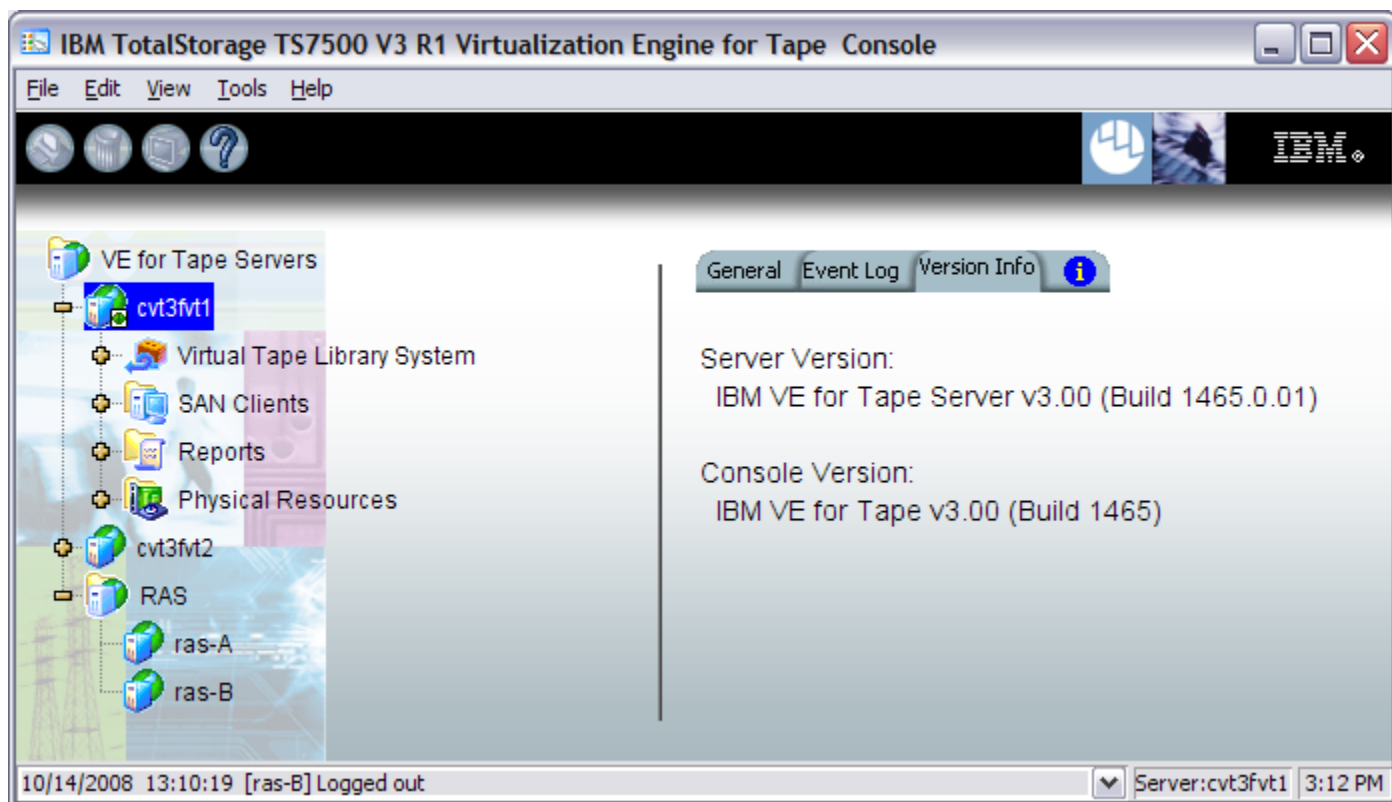 IBM TotalStorage TS7500 V3 R1 Virtualization Engine for Tape  Console
File Edit View Tools Help
IBM
VE for Tape Servers
cvt3fvt1
Virtual Tape Library System
SAN Clients
Reports
Physical Resources
cvt3fvt2
RAS
ras-A
ras-B
General Event Log Version Info
Server Version:
IBM VE for Tape Server v3.00 (Build 1465.0.01)
Console Version:
IBM VE for Tape v3.00 (Build 1465)
10/14/2008 13:10:19 [ras-B] Logged out
Server:cvt3fvt1 3:12 PM